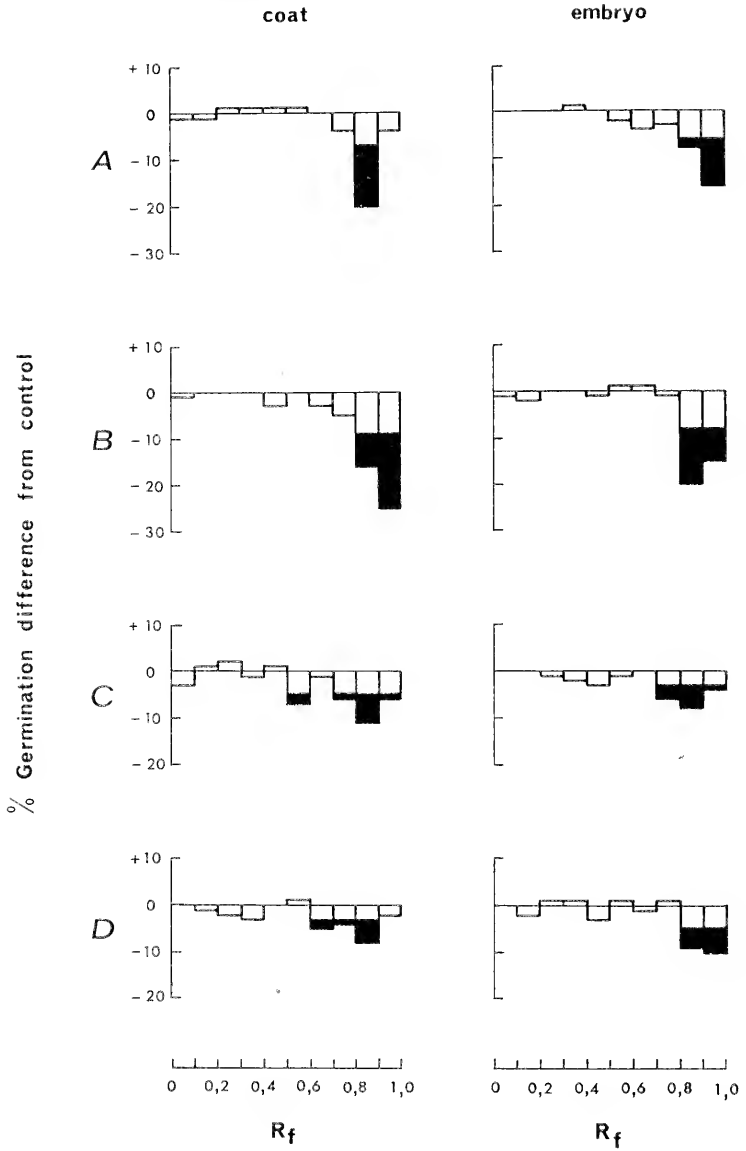 coat
embryo
% Germination difference from control
A
+ 10
0
- 10
- 20
- 30
B
+ 10
0
- 10
- 20
- 30
C
+ 10
0
- 10
- 20
D
+10
0
- 10
- 20
0 0,2 0,4 0,6 0,8 1,0
0 0,2 0,4 0,6 0,8 1,0
Rf
Rf